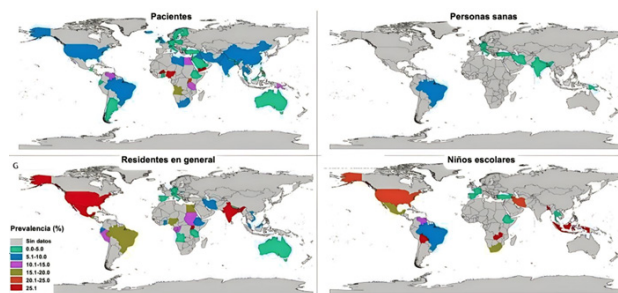 Pacientes
Personas sanas
G
Residentes en general
Niños escolares
Prevalencia (%)
Sin datos
0.0-5.0
5.1-10.0
10.1-15.0
15.1-20.0
20.1-25.0
25.1